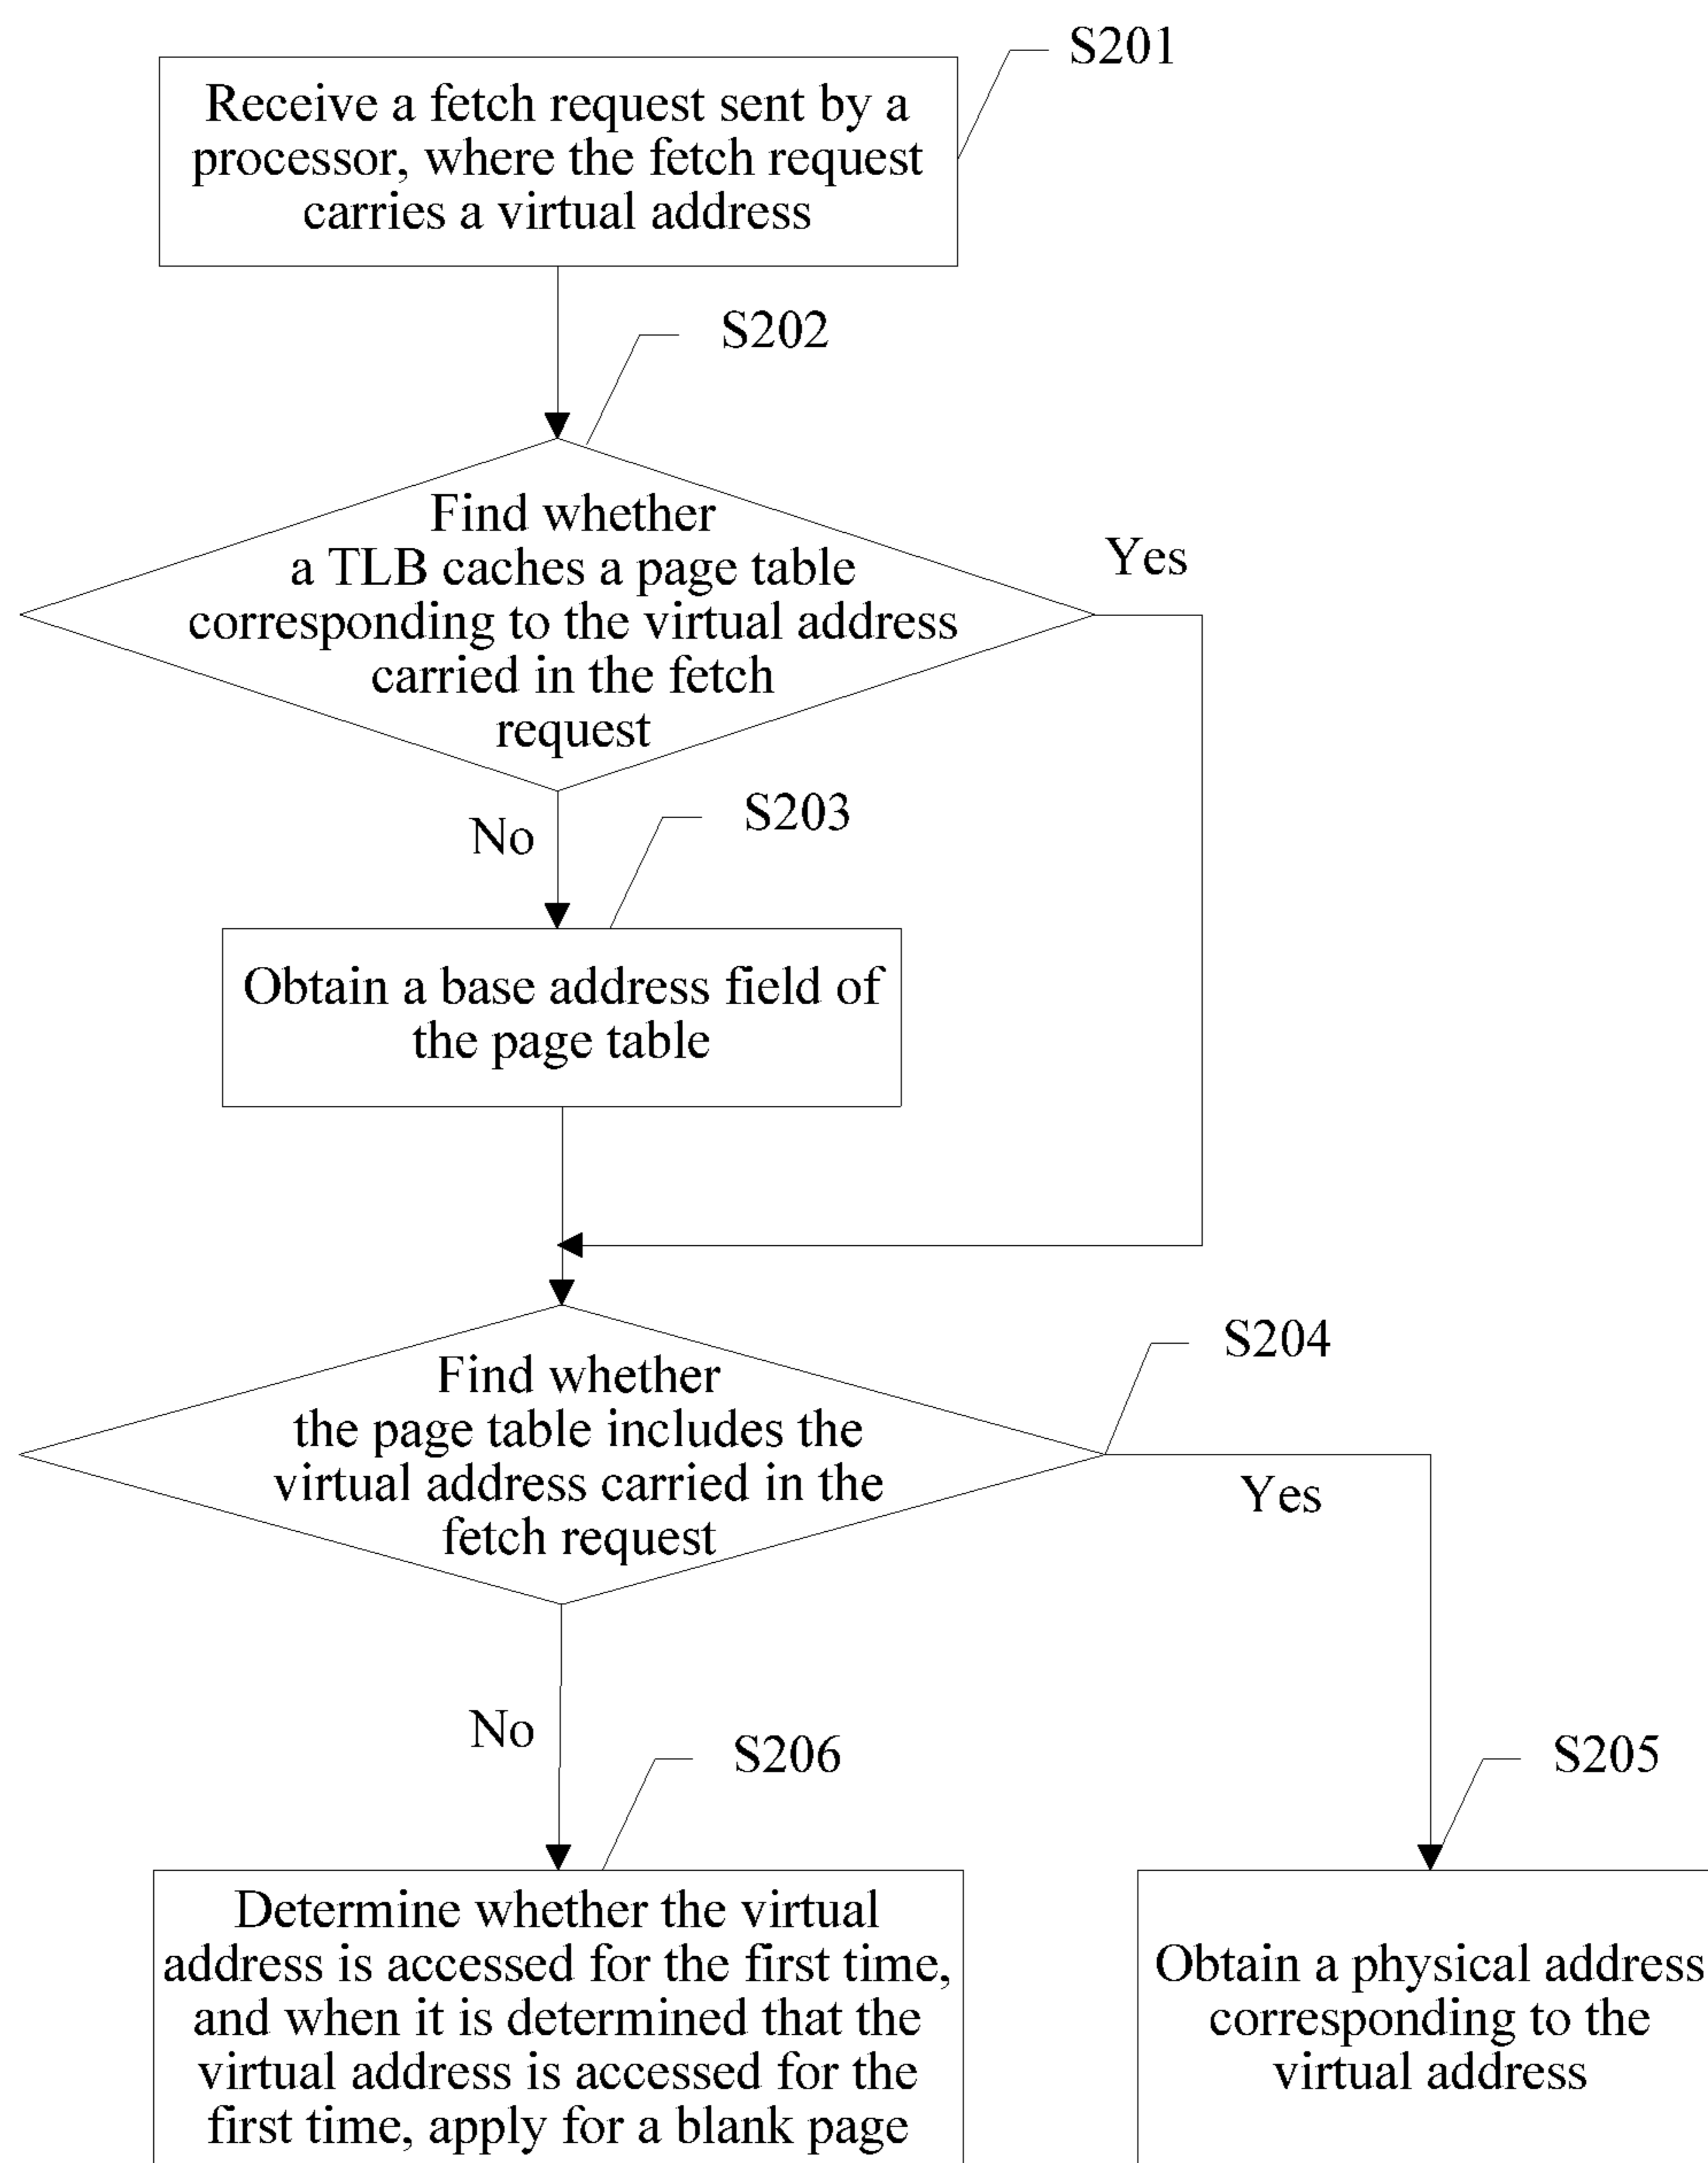 S201
Receive a fetch request sent by a
processor, where the fetch request
carries a virtual address
S202
Find whether
a TLB caches a page table
corresponding to the virtual address
carried in the fetch
request
Yes
No
S203
Obtain a base address field of
the page table
S204
Find whether
the page table includes the
virtual address carried in the
fetch request
Yes
No
S206
S205
Determine whether the virtual
address is accessed for the first time,
and when it is determined that the
virtual address is accessed for the
first time, apply for a blank page
Obtain a physical address
corresponding to the
virtual address